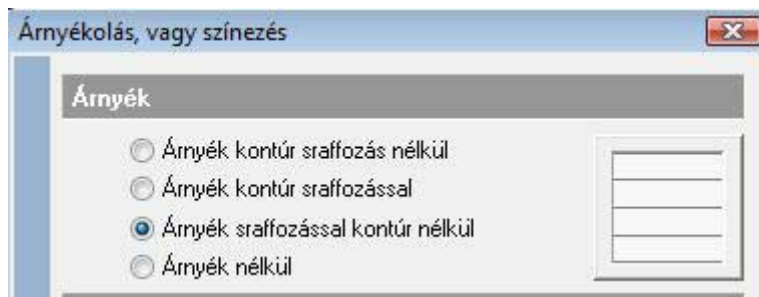 Árnyékolás, vagy színezés
Árnyék
Árnyék kontúr sraffozás nélkül
Árnyék kontúr sraffozással
Árnyék sraffozással kontúr nélkül
Árnyék nélkül